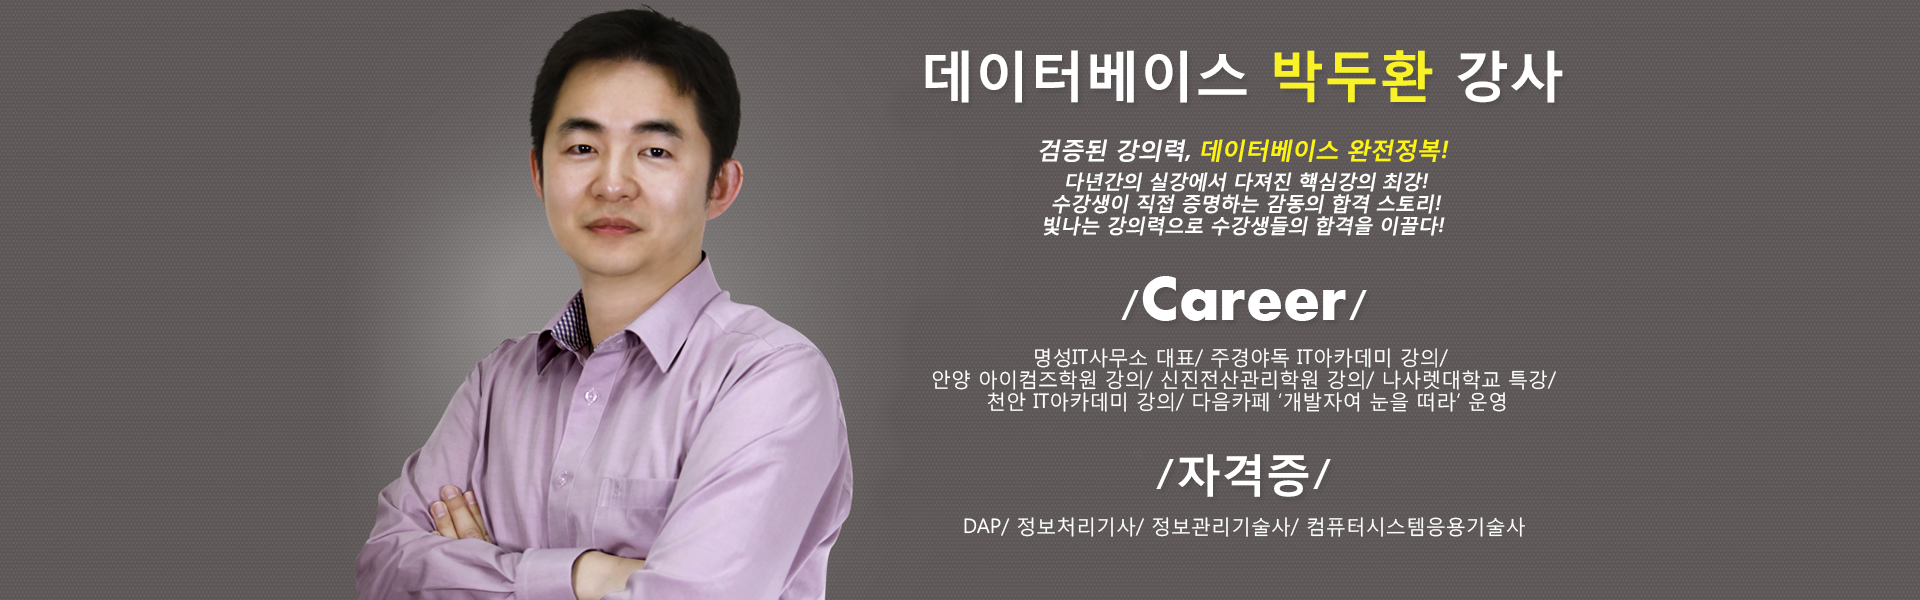 데이터베이스 박두환 강사
검증된 강의력, 데이터베이스 완전정복!
다년간의 실강에서 다져진 핵심강의 최강!
수강생이 직접 증명하는 감동의 합격 스토리!
빛나는 강의력으로 수강생들의 합격을 이끌다!
/Career/
명성IT사무소 대표/ 주경야독 IT아카데미 강의/
안양 아이컴즈학원 강의/ 신진전산관리학원 강의/ 나사렛대학교 특강/
천안 IT아카데미 강의/ 다음카페 ‘개발자여 눈을 떠라’ 운영
/자격증/
DAP/ 정보처리기사/ 정보관리기술사/ 컴퓨터시스템응용기술사